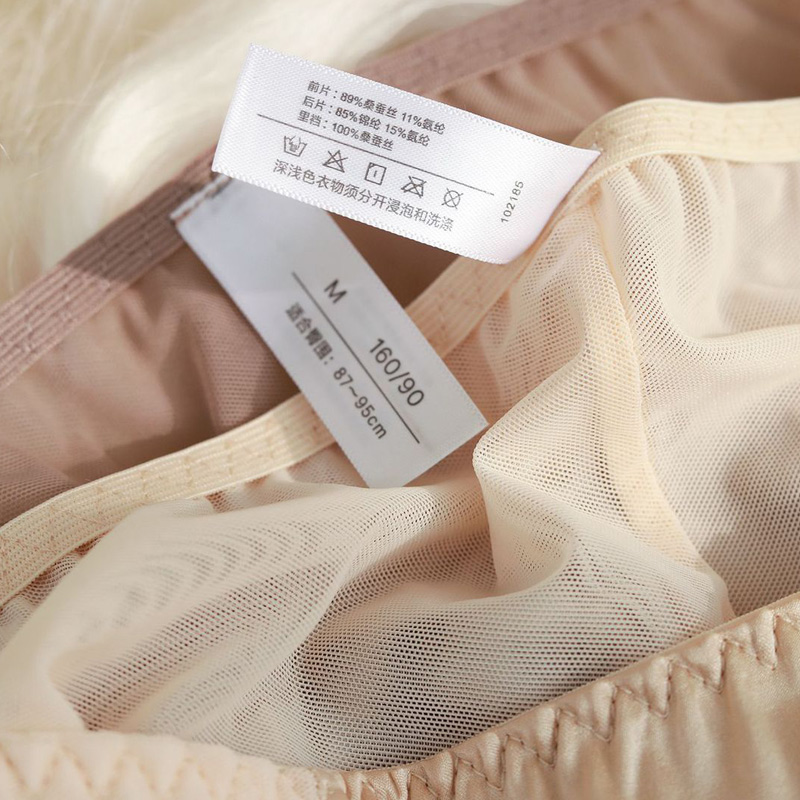 前片：89%桑蚕丝 11%氨纶
后片：85%锦纶 15%氨纶
里裆：100%桑蚕丝
深浅色衣物须分开浸泡和洗涤
102185
M
160/90
适合臀围：87~95cm